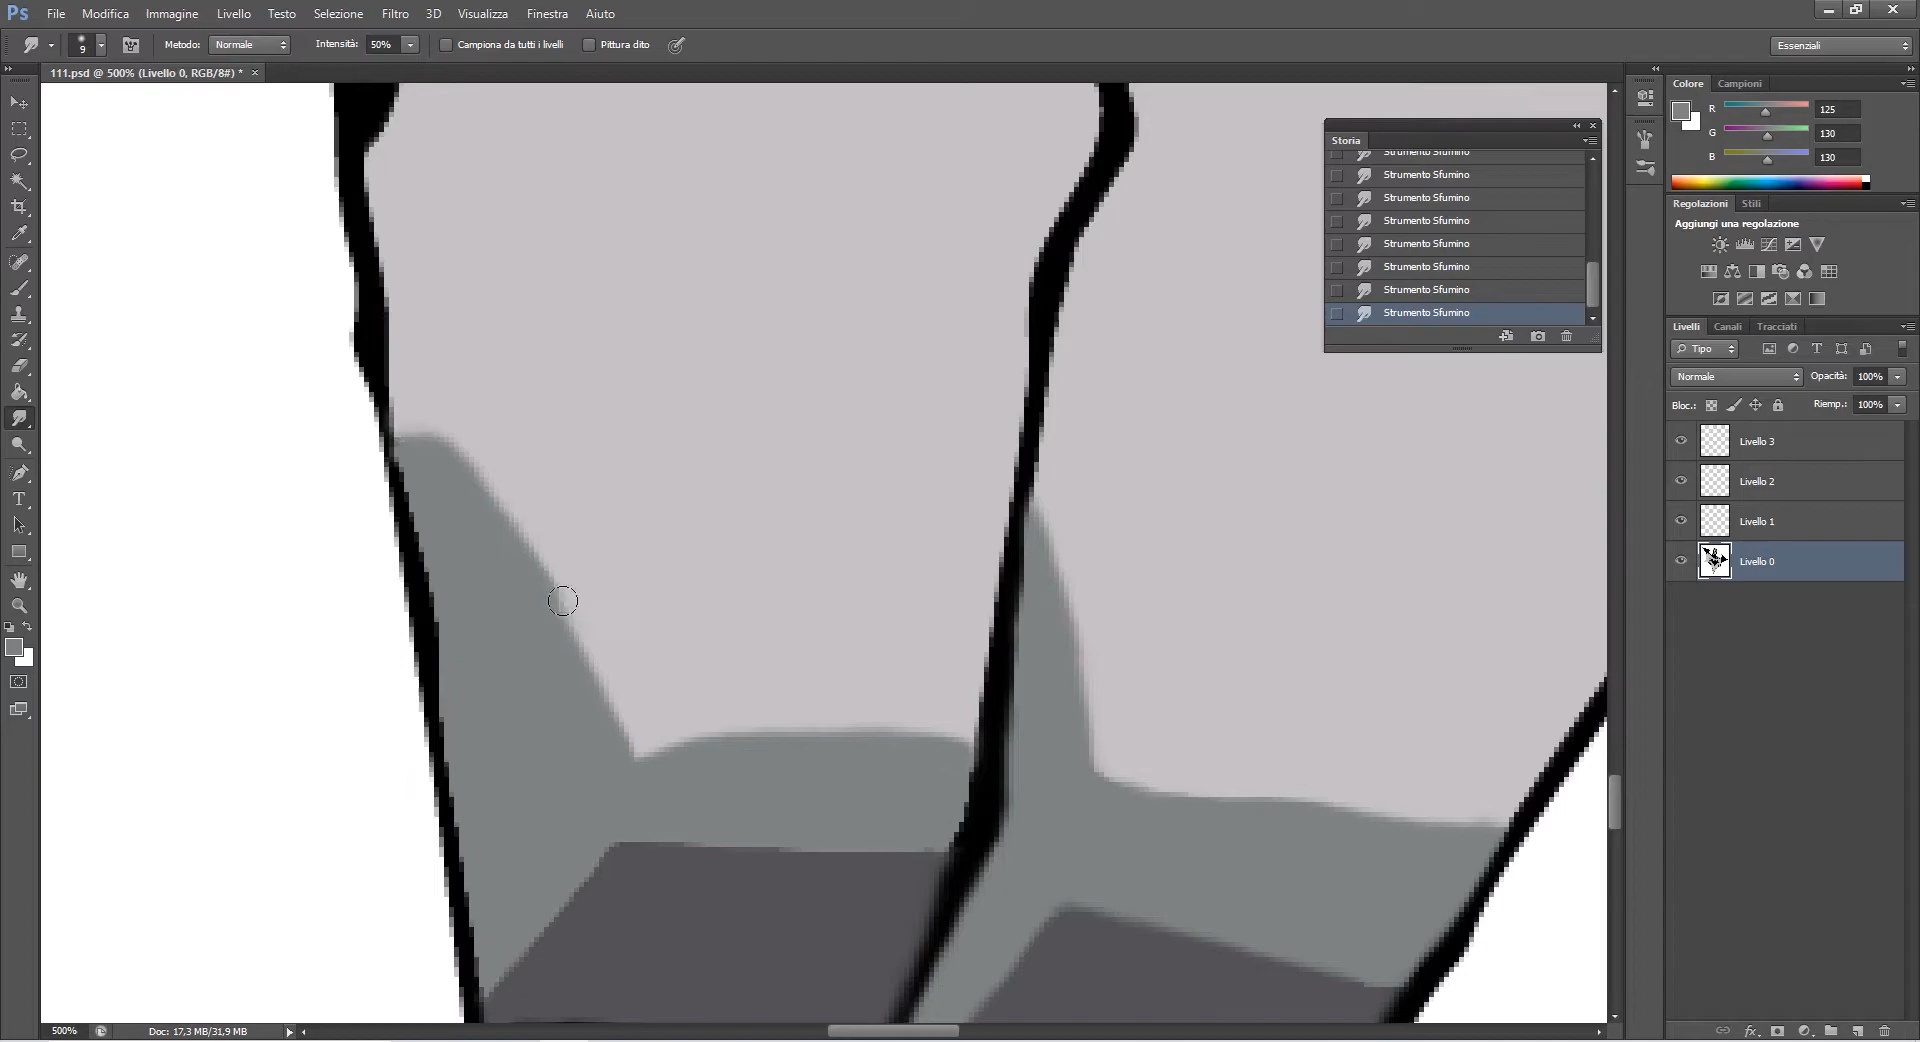 Ps File Modifica Immagine Livello Testo Selezione Filtro 3D Visualizza Finestra Aiuto
9 Metodo: Normale Intensità: 50% Campiona da tutti i livelli Pittura dito Essenziali
111.psd @ 500% (Livello 0, RGB/8#) * ×
Colore Campioni
R 125
G 130
B 130
Storia
Strumento Sfumino
Strumento Sfumino
Strumento Sfumino
Strumento Sfumino
Strumento Sfumino
Strumento Sfumino
Strumento Sfumino
Strumento Sfumino
Regolazioni Stili
Aggiungi una regolazione
Livelli Canali Tracciati
Tipo
Normale Opacità: 100%
Bloc.: Riemp.: 100%
Livello 3
Livello 2
Livello 1
Livello 0
500% Doc: 17,3 MB/31,9 MB